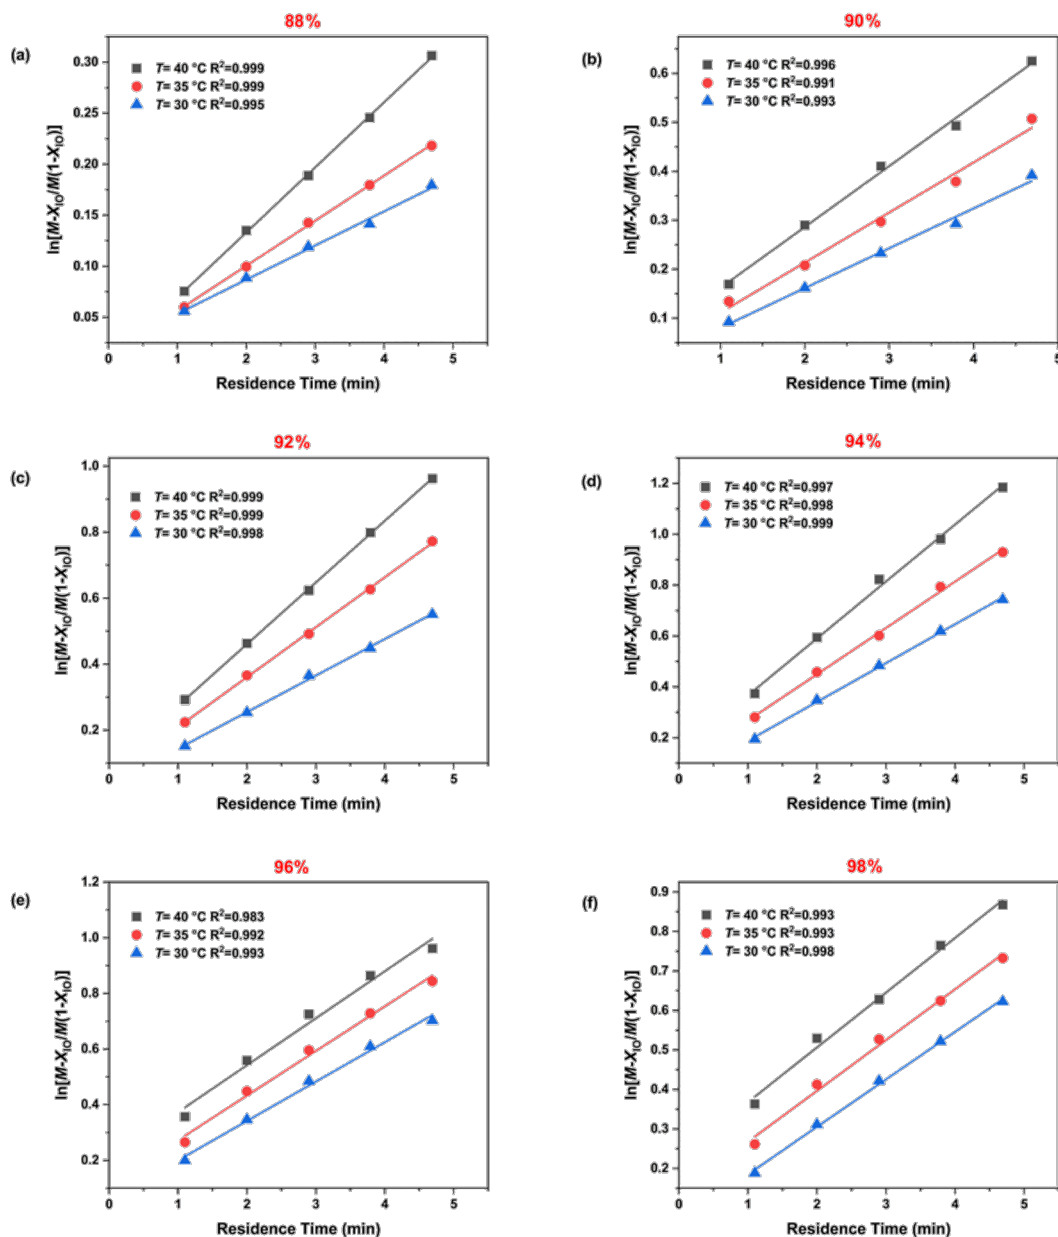 88%
(a)
T= 40 °C R²=0.999
T= 35 °C R²=0.999
T= 30 °C R²=0.995
0.30
0.25
0.20
0.15
0.10
0.05
ln[M-X_IO/M(1-X_IO)]
0 1 2 3 4 5
Residence Time (min)
90%
(b)
T= 40 °C R²=0.996
T= 35 °C R²=0.991
T= 30 °C R²=0.993
0.6
0.5
0.4
0.3
0.2
0.1
ln[M-X_IO/M(1-X_IO)]
1 2 3 4 5
Residence Time (min)
92%
(c)
T= 40 °C R²=0.999
T= 35 °C R²=0.999
T= 30 °C R²=0.998
1.0
0.8
0.6
0.4
0.2
ln[M-X_IO/M(1-X_IO)]
0 1 2 3 4 5
Residence Time (min)
94%
(d)
T= 40 °C R²=0.997
T= 35 °C R²=0.998
T= 30 °C R²=0.999
1.2
1.0
0.8
0.6
0.4
0.2
ln[M-X_IO/M(1-X_IO)]
0 1 2 3 4 5
Residence Time (min)
96%
(e)
T= 40 °C R²=0.983
T= 35 °C R²=0.992
T= 30 °C R²=0.993
1.2
1.0
0.8
0.6
0.4
0.2
ln[M-X_IO/M(1-X_IO)]
0 1 2 3 4 5
Residence Time (min)
98%
(f)
T= 40 °C R²=0.993
T= 35 °C R²=0.993
T= 30 °C R²=0.998
0.9
0.8
0.7
0.6
0.5
0.4
0.3
0.2
ln[M-X_IO/M(1-X_IO)]
0 1 2 3 4 5
Residence Time (min)